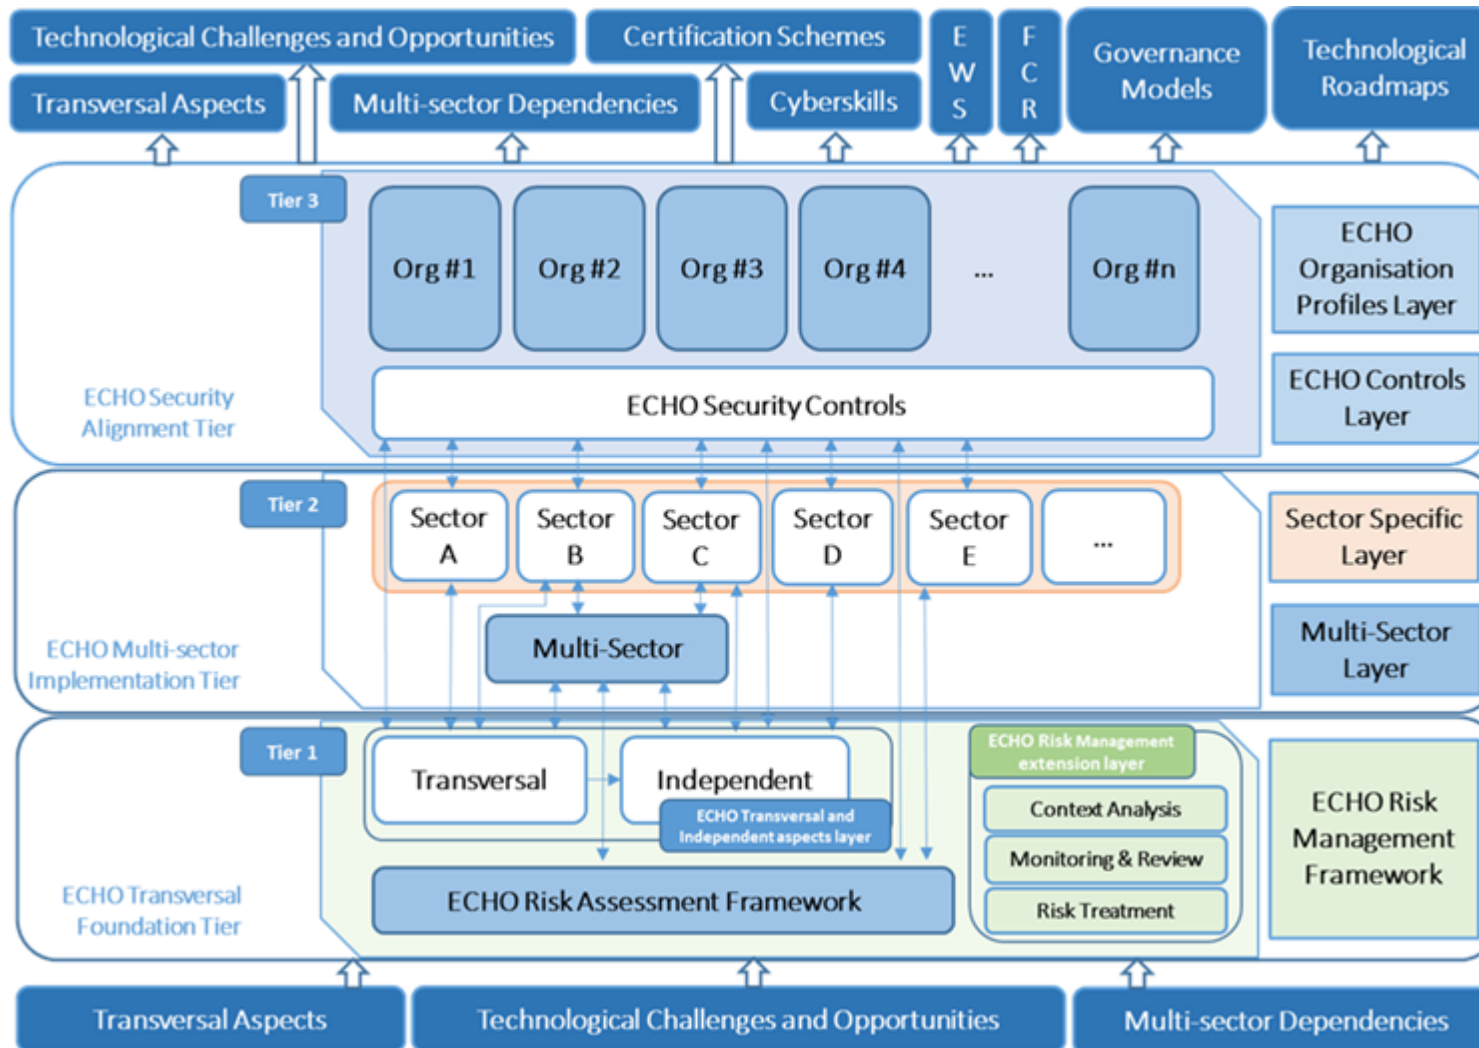 Technological Challenges and Opportunities
Certification Schemes
E
W
S
F
C
R
Governance
Models
Technological
Roadmaps
Transversal Aspects
Multi-sector Dependencies
Cyberskills
Tier 3
Org #1
Org #2
Org #3
Org #4
...
Org #n
ECHO
Organisation
Profiles Layer
ECHO Security
Alignment Tier
ECHO Security Controls
ECHO Controls
Layer
Tier 2
Sector
A
Sector
B
Sector
C
Sector
D
Sector
E
...
Sector Specific
Layer
ECHO Multi-sector
Implementation Tier
Multi-Sector
Multi-Sector
Layer
Tier 1
Transversal
Independent
ECHO Transversal and
Independent aspects layer
ECHO Risk Management
extension layer
Context Analysis
Monitoring & Review
Risk Treatment
ECHO Risk
Management
Framework
ECHO Transversal
Foundation Tier
ECHO Risk Assessment Framework
Transversal Aspects
Technological Challenges and Opportunities
Multi-sector Dependencies